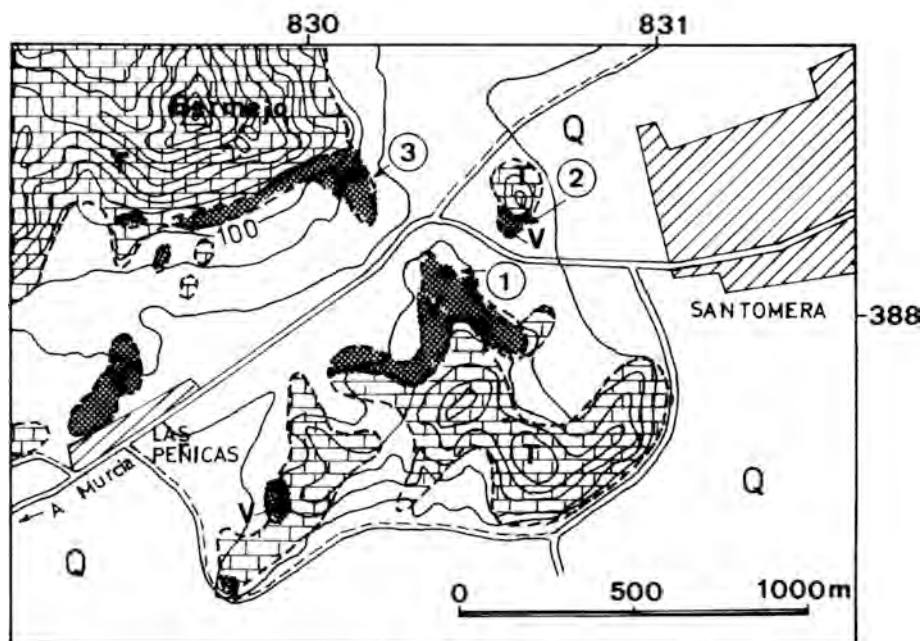 830
831
Bermejo
T
3
Q
T
2
V
100
1
SANTOMERA
388
LAS
PEÑICAS
T
V
Q
← A Murcia
Q
0 500 1000m